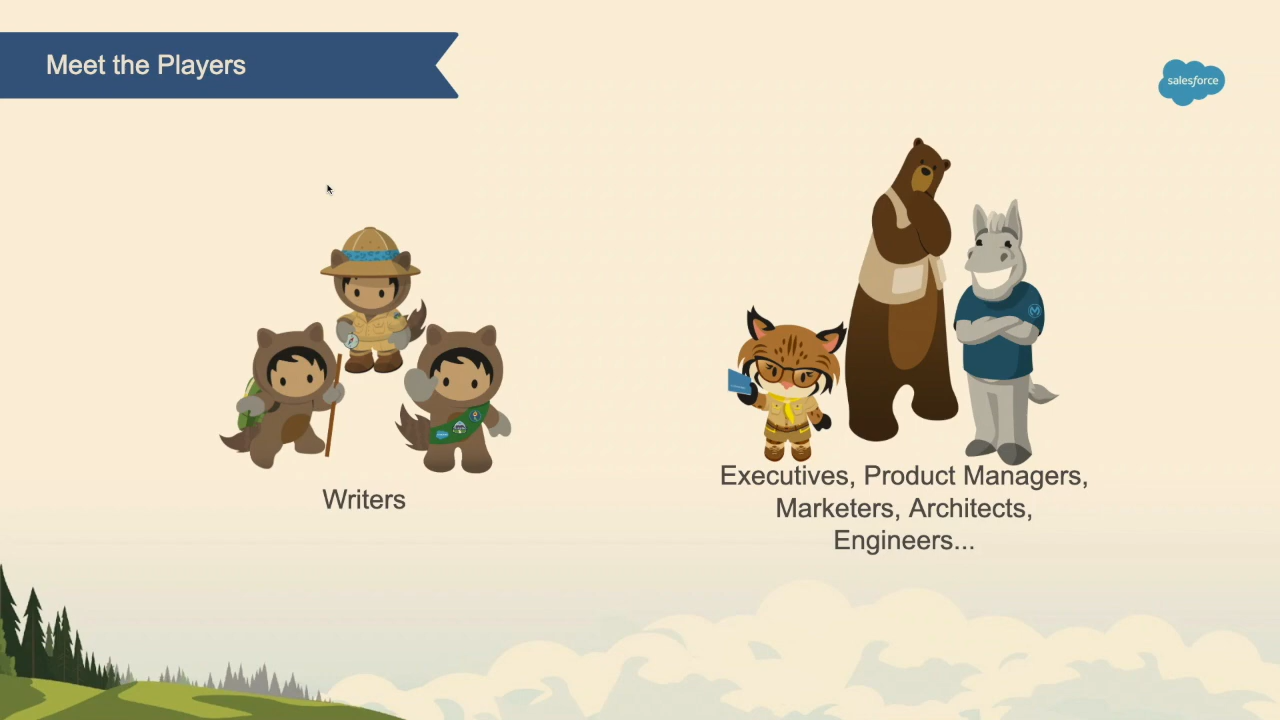 Meet the Players
salesforce
Writers
Executives, Product Managers,
Marketers, Architects,
Engineers...